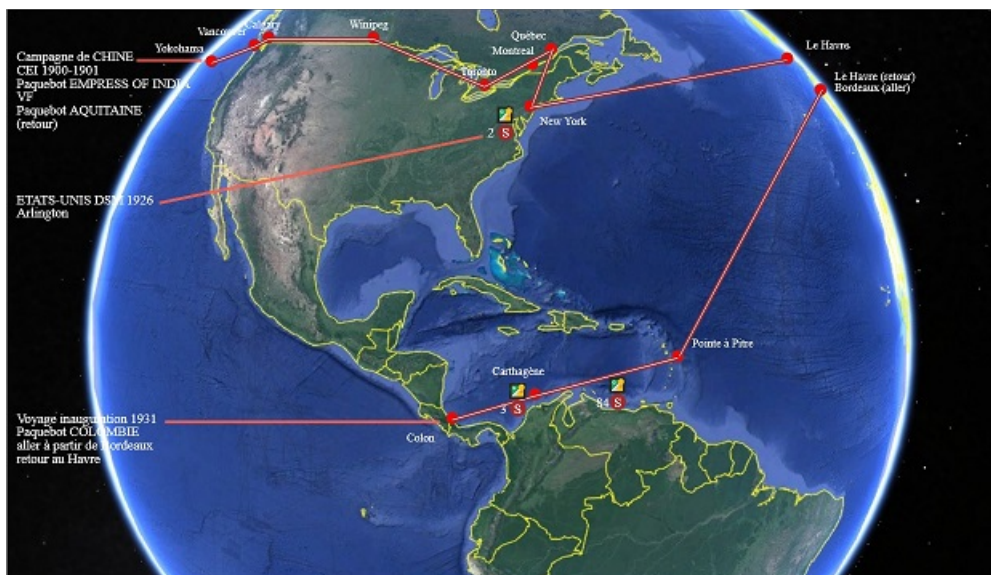 Campagne de CHINE
CEI 1900-1901
Paquebot EMPRESS OF INDIA
VF
Paquebot AQUITAINE
(retour)
Yokohama
Vancouver
Calgary
Winipeg
Toronto
Montreal
Québec
New York
Le Havre
Le Havre (retour)
Bordeaux (aller)
2 S
ETATS-UNIS DSM 1926
Arlington
Pointe à Pitre
Carthagène
3 S
84 S
Colon
Voyage inauguration 1931
Paquebot COLOMBIE
aller à partir de Bordeaux
retour au Havre